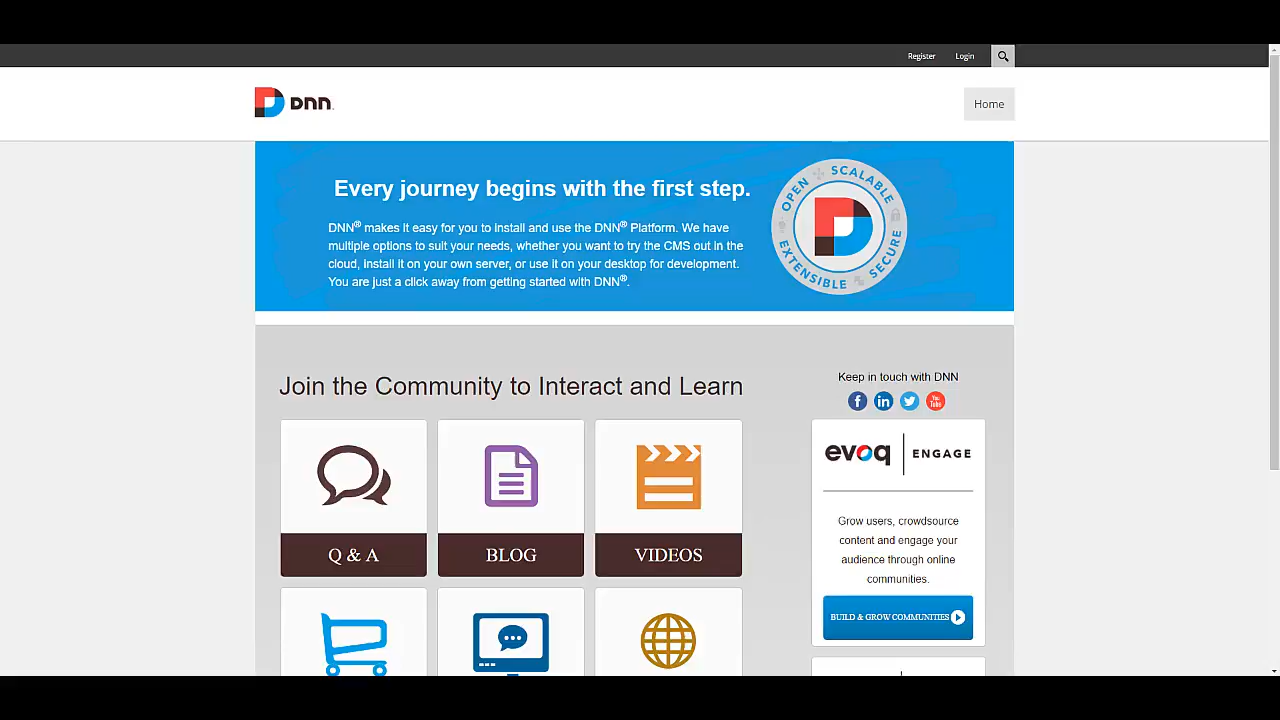 Register Login
DNN
Home
Every journey begins with the first step.
DNN® makes it easy for you to install and use the DNN® Platform. We have
multiple options to suit your needs, whether you want to try the CMS out in the
cloud, install it on your own server, or use it on your desktop for development.
You are just a click away from getting started with DNN®.
OPEN SCALABLE
EXTENSIBLE SECURE
Join the Community to Interact and Learn
Keep in touch with DNN
f in You Tube
Q & A BLOG VIDEOS
evoq ENGAGE
Grow users, crowdsource
content and engage your
audience through online
communities.
BUILD & GROW COMMUNITIES